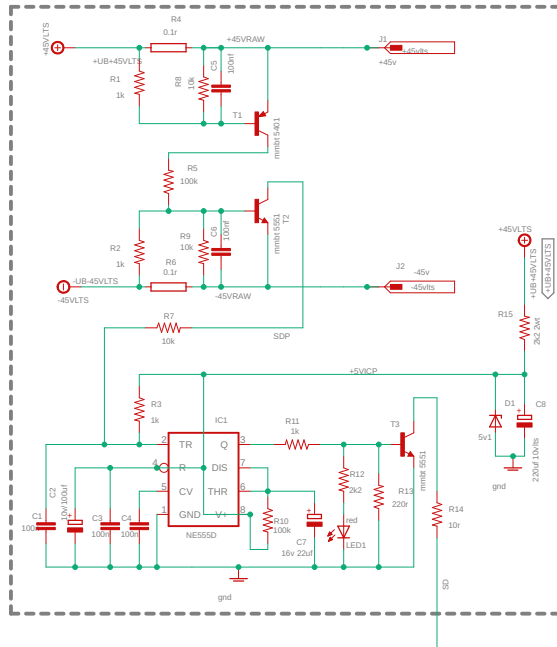 R4
0.1r
+45VRAW
J1
+45VLTS
+45vlts
+45v
+UB+45VLTS
R1
1k
R8
10k
C5
100nf
T1
mmbt 5401
R5
100k
R2
1k
R9
10k
C6
100nf
T2
mmbt 5551
R6
0.1r
-UB-45VLTS
-45VLTS
-45VRAW
J2
-45v
-45vlts
+45VLTS
+UB+45VLTS
+UB+45VLTS
R15
2k2 2wt
R7
10k
SDP
+5VICP
R3
1k
IC1
R11
1k
T3
mmbt 5551
D1
5v1
C8
220uf 10vlts
gnd
2
TR
Q
3
4
R
DIS
7
5
CV
THR
6
1
GND
V+
8
NE555D
C1
100n
C2
10v/100uf
C3
100n
C4
100n
R10
100k
C7
16v 22uf
R12
2k2
red
LED1
R13
220r
R14
10r
gnd
SD